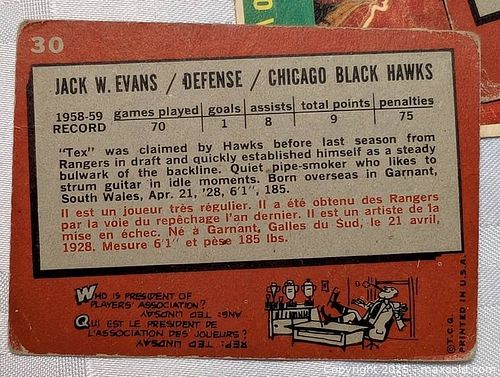 30
JACK W. EVANS / DEFENSE / CHICAGO BLACK HAWKS
1958-59 games played goals assists total points penalties
RECORD 70 1 8 9 75
"Tex" was claimed by Hawks before last season from
Rangers in draft and quickly established himself as a steady
bulwark of the backline. Quiet pipe-smoker who likes to
strum guitar in idle moments. Born overseas in Garnant,
South Wales, Apr. 21, '28, 6'1", 185.
Il est un joueur très régulier. Il a été obtenu des Rangers
par la voie du repêchage l'an dernier. Il est un artiste de la
mise en échec. Né à Garnant, Galles du Sud, le 21 avril,
1928. Mesure 6'1" et pèse 185 lbs.
WHO IS PRESIDENT OF
PLAYERS' ASSOCIATION?
ANS: TED LINDSAY
QUI EST LE PRESIDENT DE
L'ASSOCIATION DES JOUEURS?
REP: TED LINDSAY
©T.C.G. PRINTED IN U.S.A.
Copyright 2025 - maxsold.com